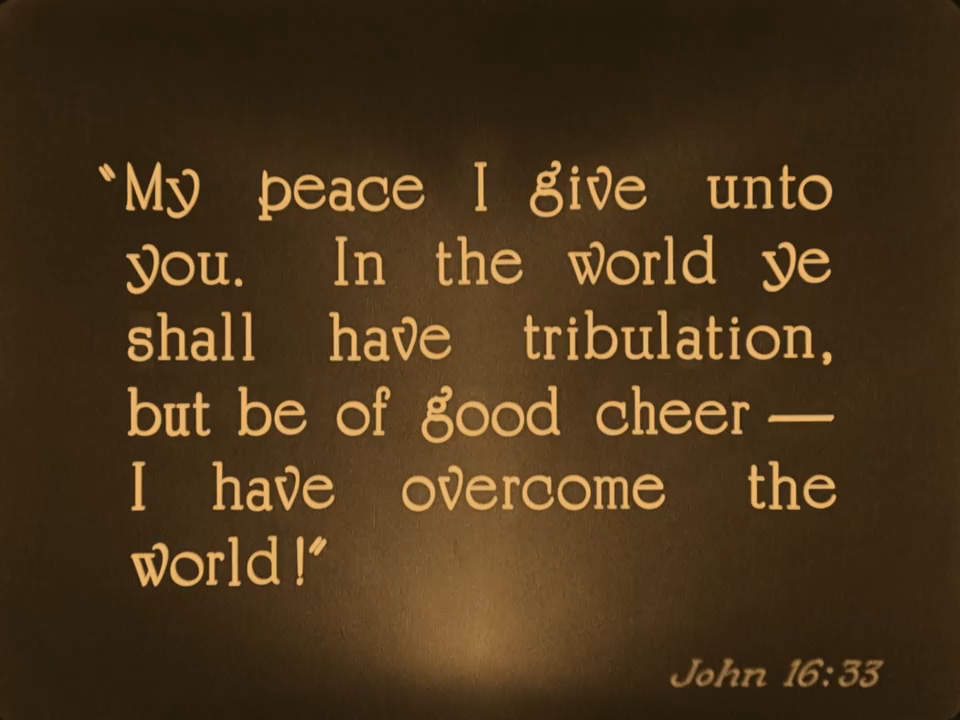 “My peace I give unto
you. In the world ye
shall have tribulation,
but be of good cheer —
I have overcome the
world!”
John 16:33